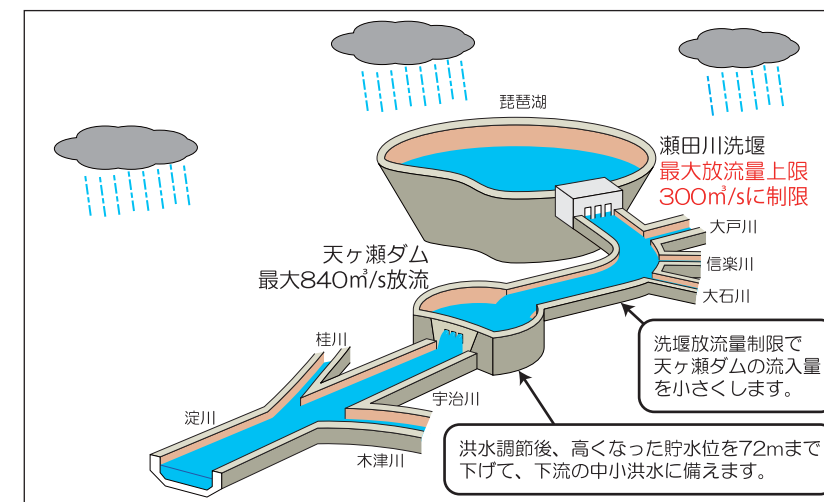 琵琶湖
瀬田川洗堰
最大放流量上限
300㎥/sに制限
大戸川
信楽川
大石川
天ヶ瀬ダム
最大840㎥/s放流
洗堰放流量制限で
天ヶ瀬ダムの流入量
を小さくします。
桂川
宇治川
淀川
木津川
洪水調節後、高くなった貯水位を72mまで
下げて、下流の中小洪水に備えます。